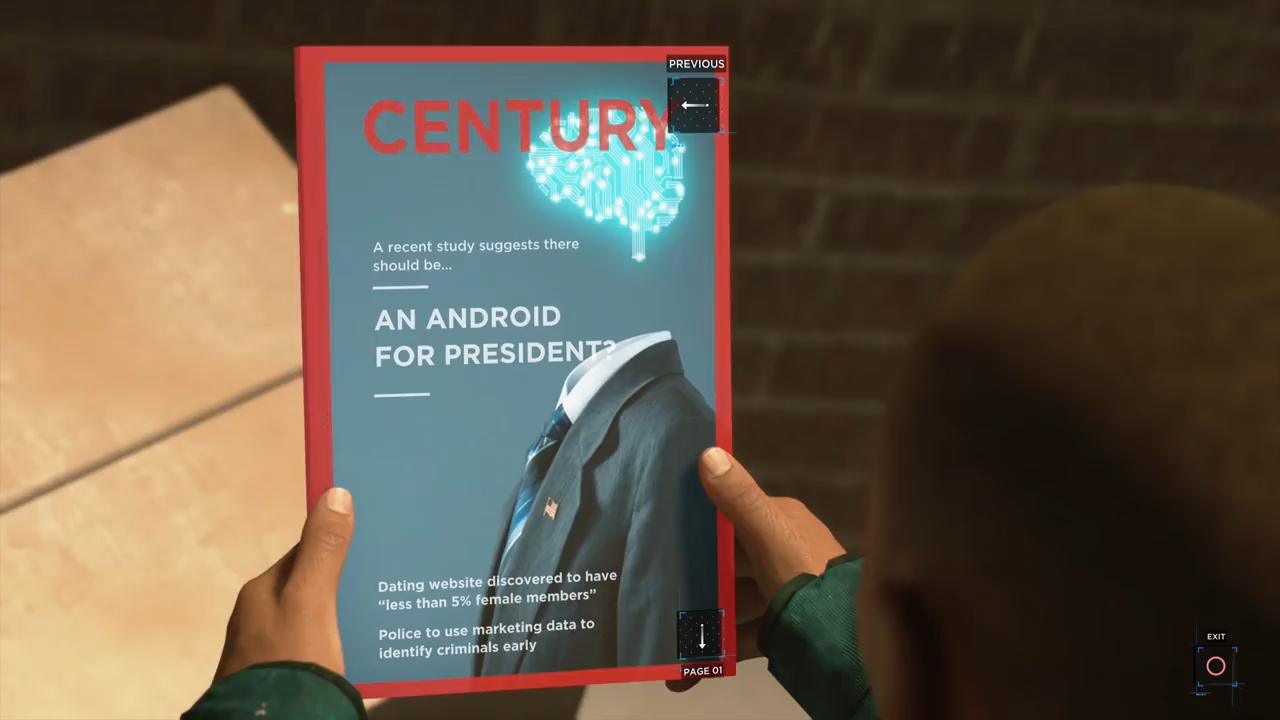 PREVIOUS
CENTURY
A recent study suggests there
should be...
AN ANDROID
FOR PRESIDENT?
Dating website discovered to have
“less than 5% female members”
Police to use marketing data to
identify criminals early
PAGE 01
EXIT